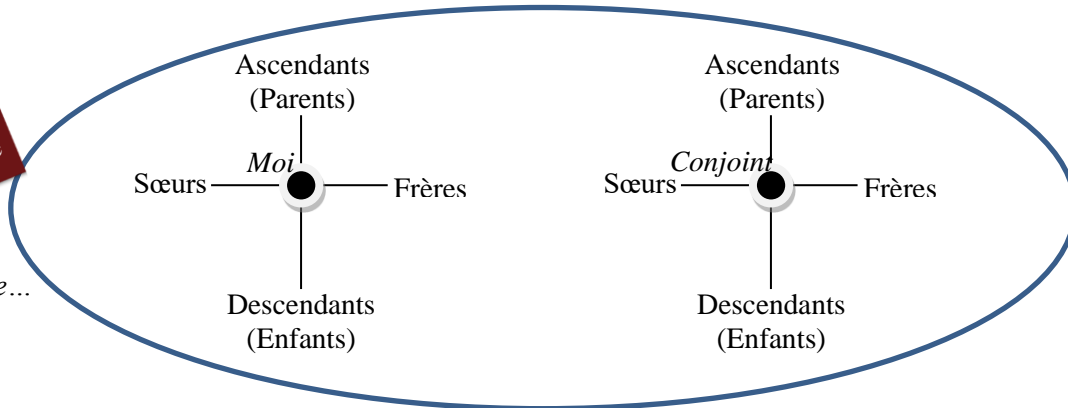 Ascendants
(Parents)
Moi
Sœurs
Frères
Descendants
(Enfants)
Ascendants
(Parents)
Conjoint
Sœurs
Frères
Descendants
(Enfants)
e...